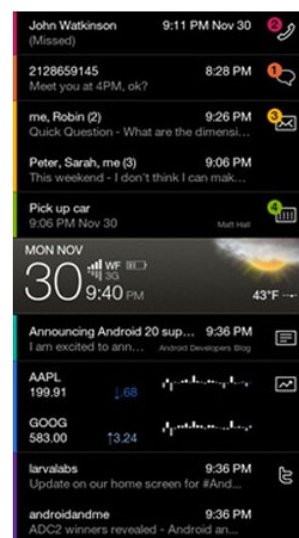 John Watkinson 9:11 PM Nov 30 2
(Missed)
2128659145 8:28 PM 1
Meet you at 4PM, ok?
me, Robin (2) 9:26 PM 3
Quick Question - What are the dimensi...
Peter, Sarah, me (3) 9:06 PM
This weekend - I don't think I can mak...
Pick up car 4
9:06 PM Nov 30 Matt Hall
MON NOV
30 WF
3G
9:40 PM 43°F
Announcing Android 20 sup... 9:36 PM
I am excited to ann... Android Developers Blog
AAPL
199.91 ↓.68
GOOG
583.00 ↑3.24
larvalabs 9:36 PM
Update on our home screen for #And...
androidandme 9:36 PM
ADC2 winners revealed - Android an...